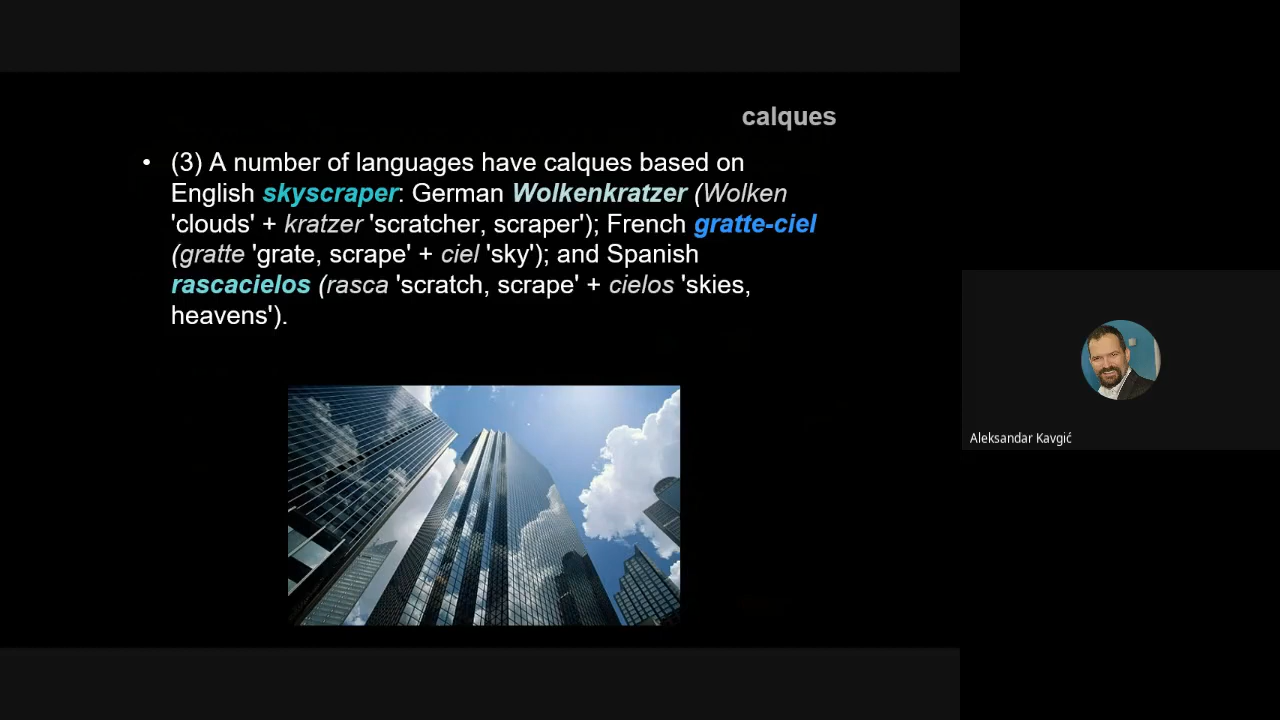 calques
• (3) A number of languages have calques based on
English skyscraper: German Wolkenkratzer (Wolken
'clouds' + kratzer 'scratcher, scraper'); French gratte-ciel
(gratte 'grate, scrape' + ciel 'sky'); and Spanish
rascacielos (rasca 'scratch, scrape' + cielos 'skies,
heavens').
Aleksandar Kavgić